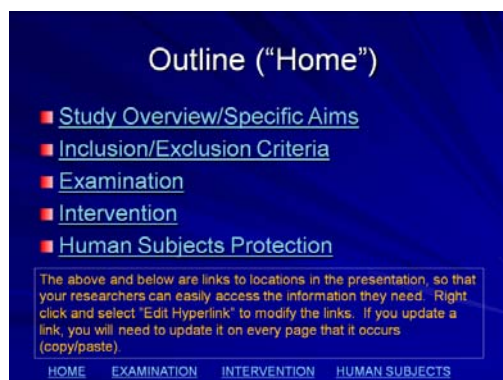 Outline (“Home”)
Study Overview/Specific Aims
Inclusion/Exclusion Criteria
Examination
Intervention
Human Subjects Protection
The above and below are links to locations in the presentation, so that
your researchers can easily access the information they need. Right
click and select "Edit Hyperlink" to modify the links. If you update a
link, you will need to update it on every page that it occurs
(copy/paste).
HOME EXAMINATION INTERVENTION HUMAN SUBJECTS